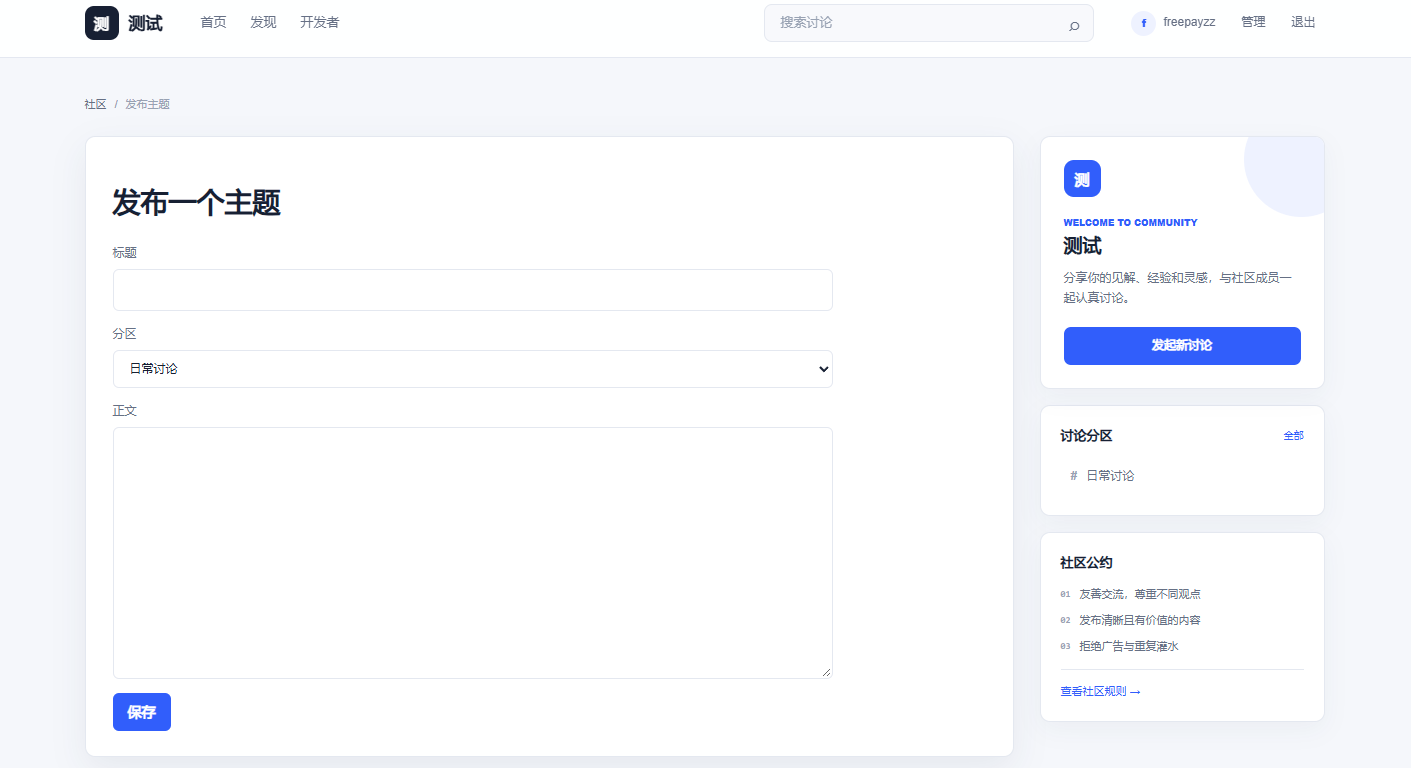 测 测试 首页 发现 开发者 搜索讨论 f freepayzz 管理 退出
社区 / 发布主题
发布一个主题
标题
分区
日常讨论
正文
保存
测
WELCOME TO COMMUNITY
测试
分享你的见解、经验和灵感，与社区成员一
起认真讨论。
发起新讨论
讨论分区 全部
# 日常讨论
社区公约
01 友善交流，尊重不同观点
02 发布清晰且有价值的内容
03 拒绝广告与重复灌水
查看社区规则 →